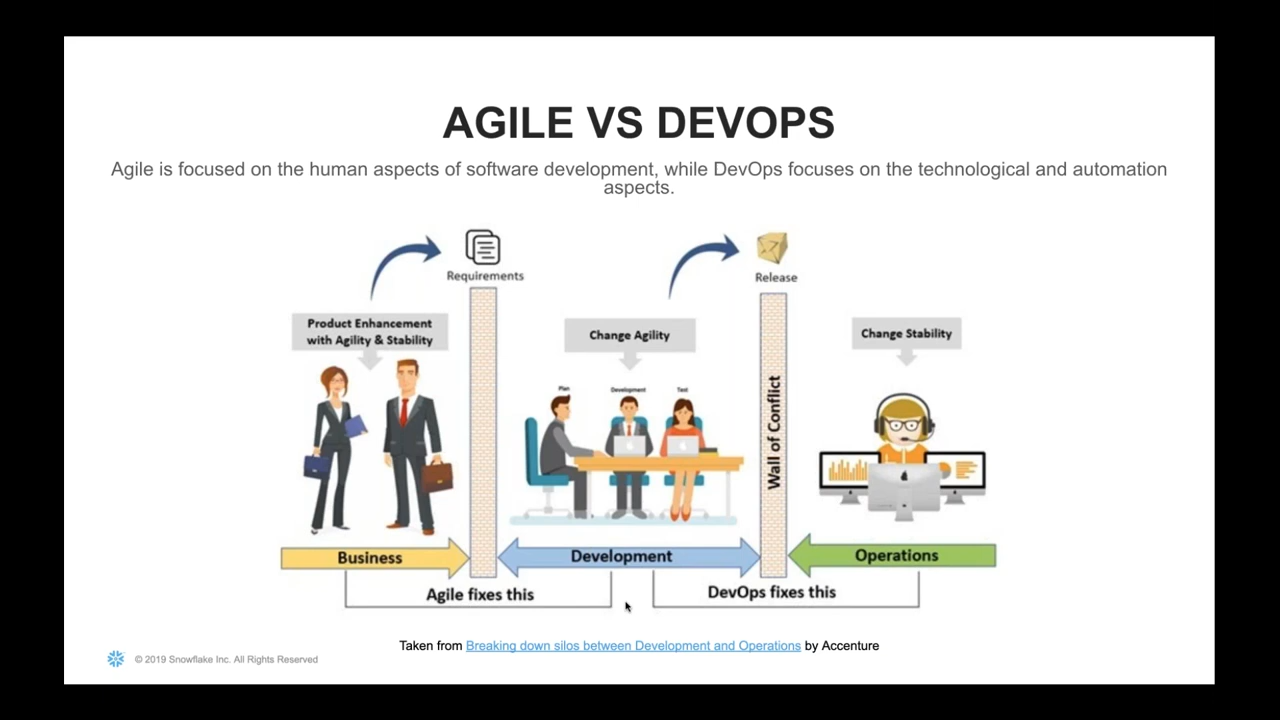 AGILE VS DEVOPS
Agile is focused on the human aspects of software development, while DevOps focuses on the technological and automation
aspects.
Requirements
Release
Product Enhancement
with Agility & Stability
Change Agility
Change Stability
Plan
Development
Test
Wall of Conflict
Business
Development
Operations
Agile fixes this
DevOps fixes this
Taken from Breaking down silos between Development and Operations by Accenture
© 2019 Snowflake Inc. All Rights Reserved